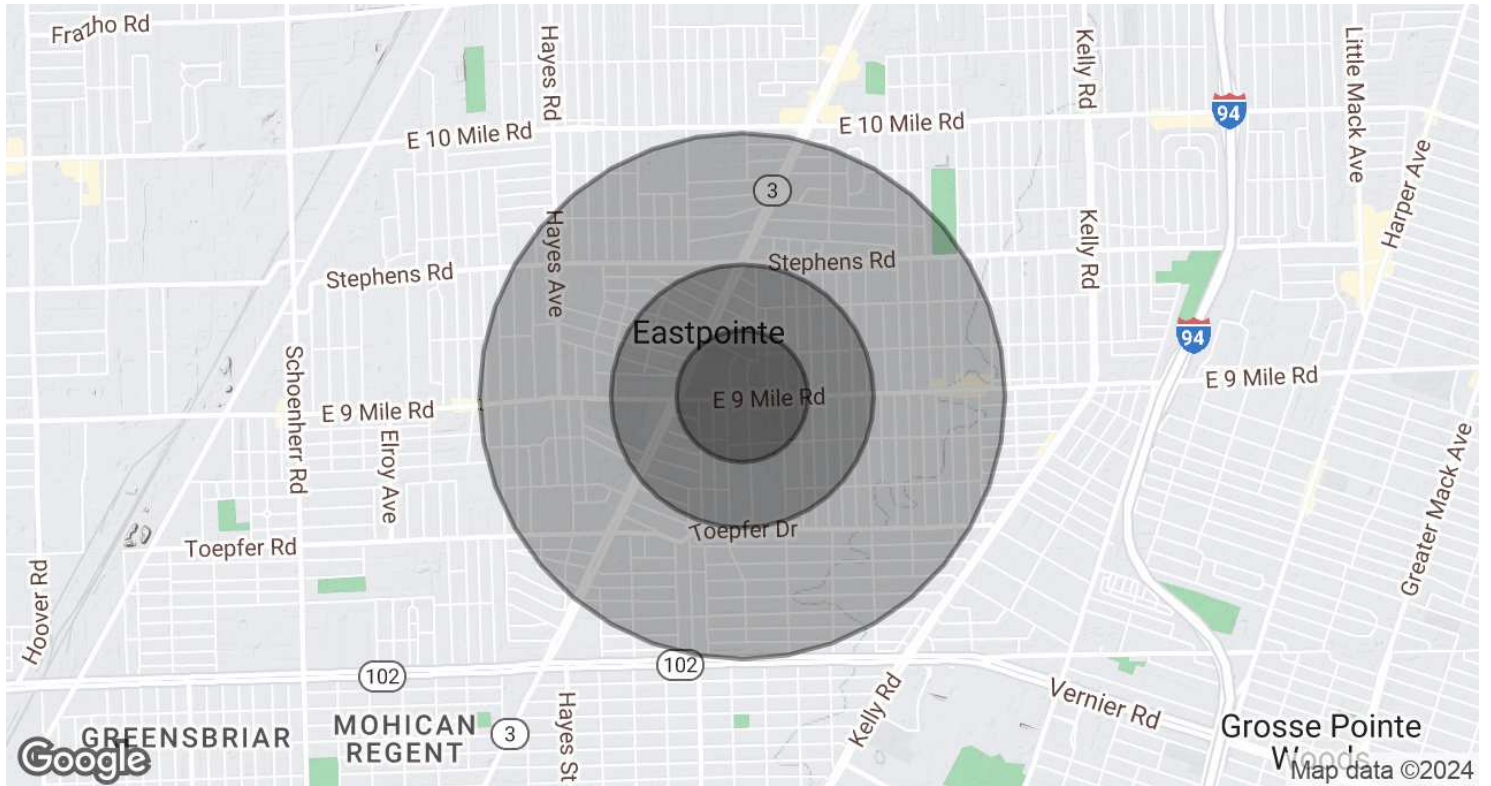 Frazho Rd
Hayes Rd
Kelly Rd
Little Mack Ave
94
E 10 Mile Rd
E 10 Mile Rd
Harper Ave
3
Hayes Ave
Kelly Rd
Stephens Rd
Stephens Rd
Eastpointe
94
Schoenherr Rd
E 9 Mile Rd
E 9 Mile Rd
E 9 Mile Rd
Elroy Ave
Greater Mack Ave
Toepfer Dr
Toepfer Rd
Hoover Rd
102
102
Vernier Rd
Kelly Rd
Hayes St
GREENSBRIAR
MOHICAN
REGENT
3
Grosse Pointe
Woods
Google
Map data ©2024